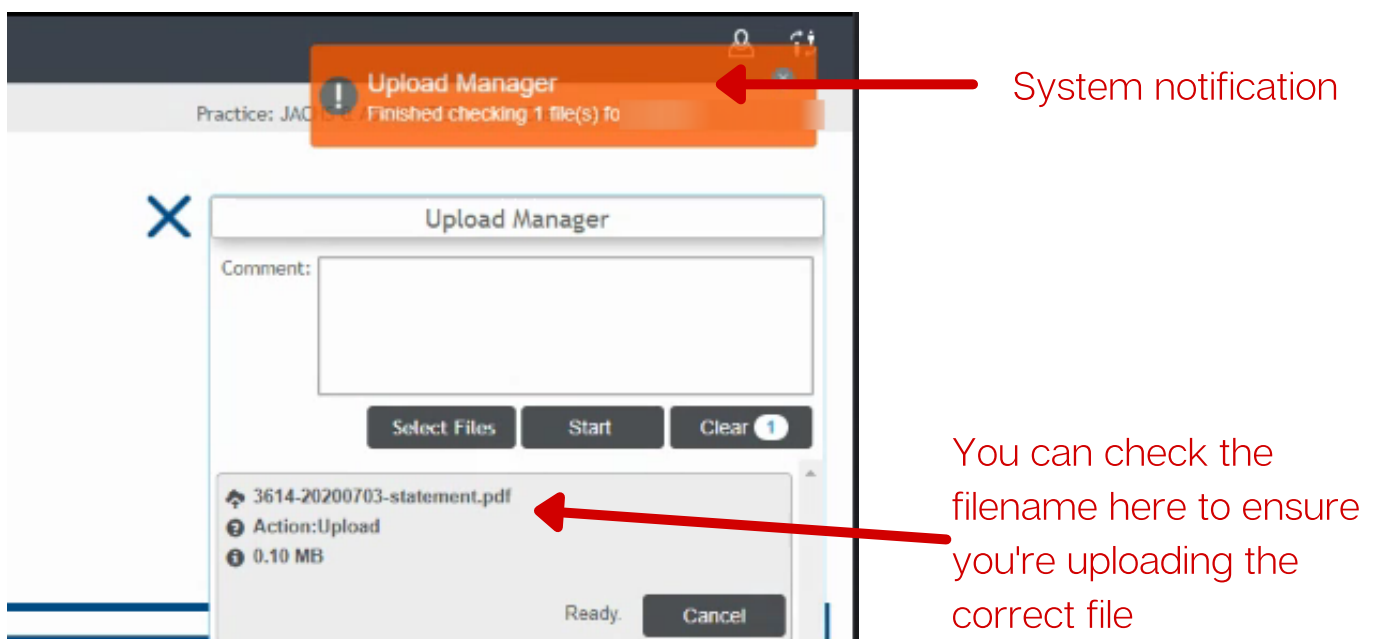 Upload Manager
System notification
Practice: JAC
Finished checking 1 file(s) fo
Upload Manager
Comment:
Select Files
Start
Clear 1
You can check the
filename here to ensure
you're uploading the
correct file
3614-20200703-statement.pdf
Action:Upload
0.10 MB
Ready.
Cancel